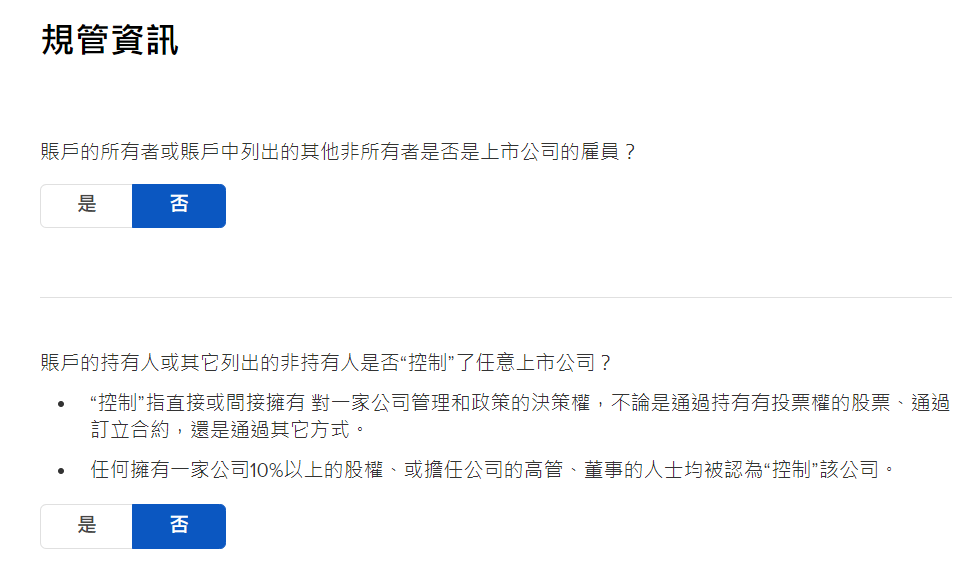 規管資訊
賬戶的所有者或賬戶中列出的其他非所有者是否是上市公司的雇員？
是 否
賬戶的持有人或其它列出的非持有人是否“控制”了任意上市公司？
• “控制”指直接或間接擁有 對一家公司管理和政策的決策權，不論是通過持有有投票權的股票、通過
訂立合約，還是通過其它方式。
• 任何擁有一家公司10%以上的股權、或擔任公司的高管、董事的人士均被認為“控制”該公司。
是 否